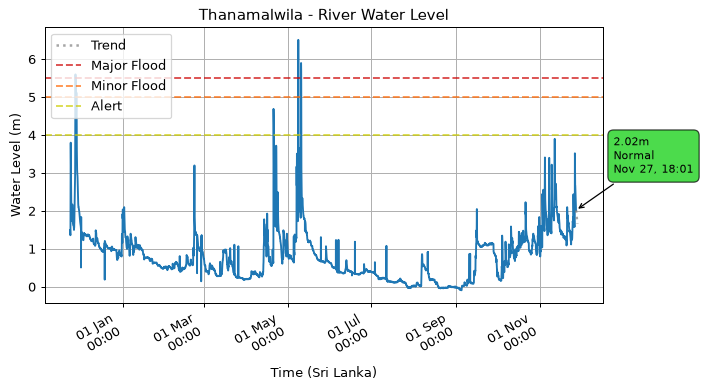 Thanamalwila - River Water Level
Trend
Major Flood
Minor Flood
Alert
Water Level (m)
6
5
4
3
2
1
0
2.02m
Normal
Nov 27, 18:01
01 Jan
00:00
01 Mar
00:00
01 May
00:00
01 Jul
00:00
01 Sep
00:00
01 Nov
00:00
Time (Sri Lanka)